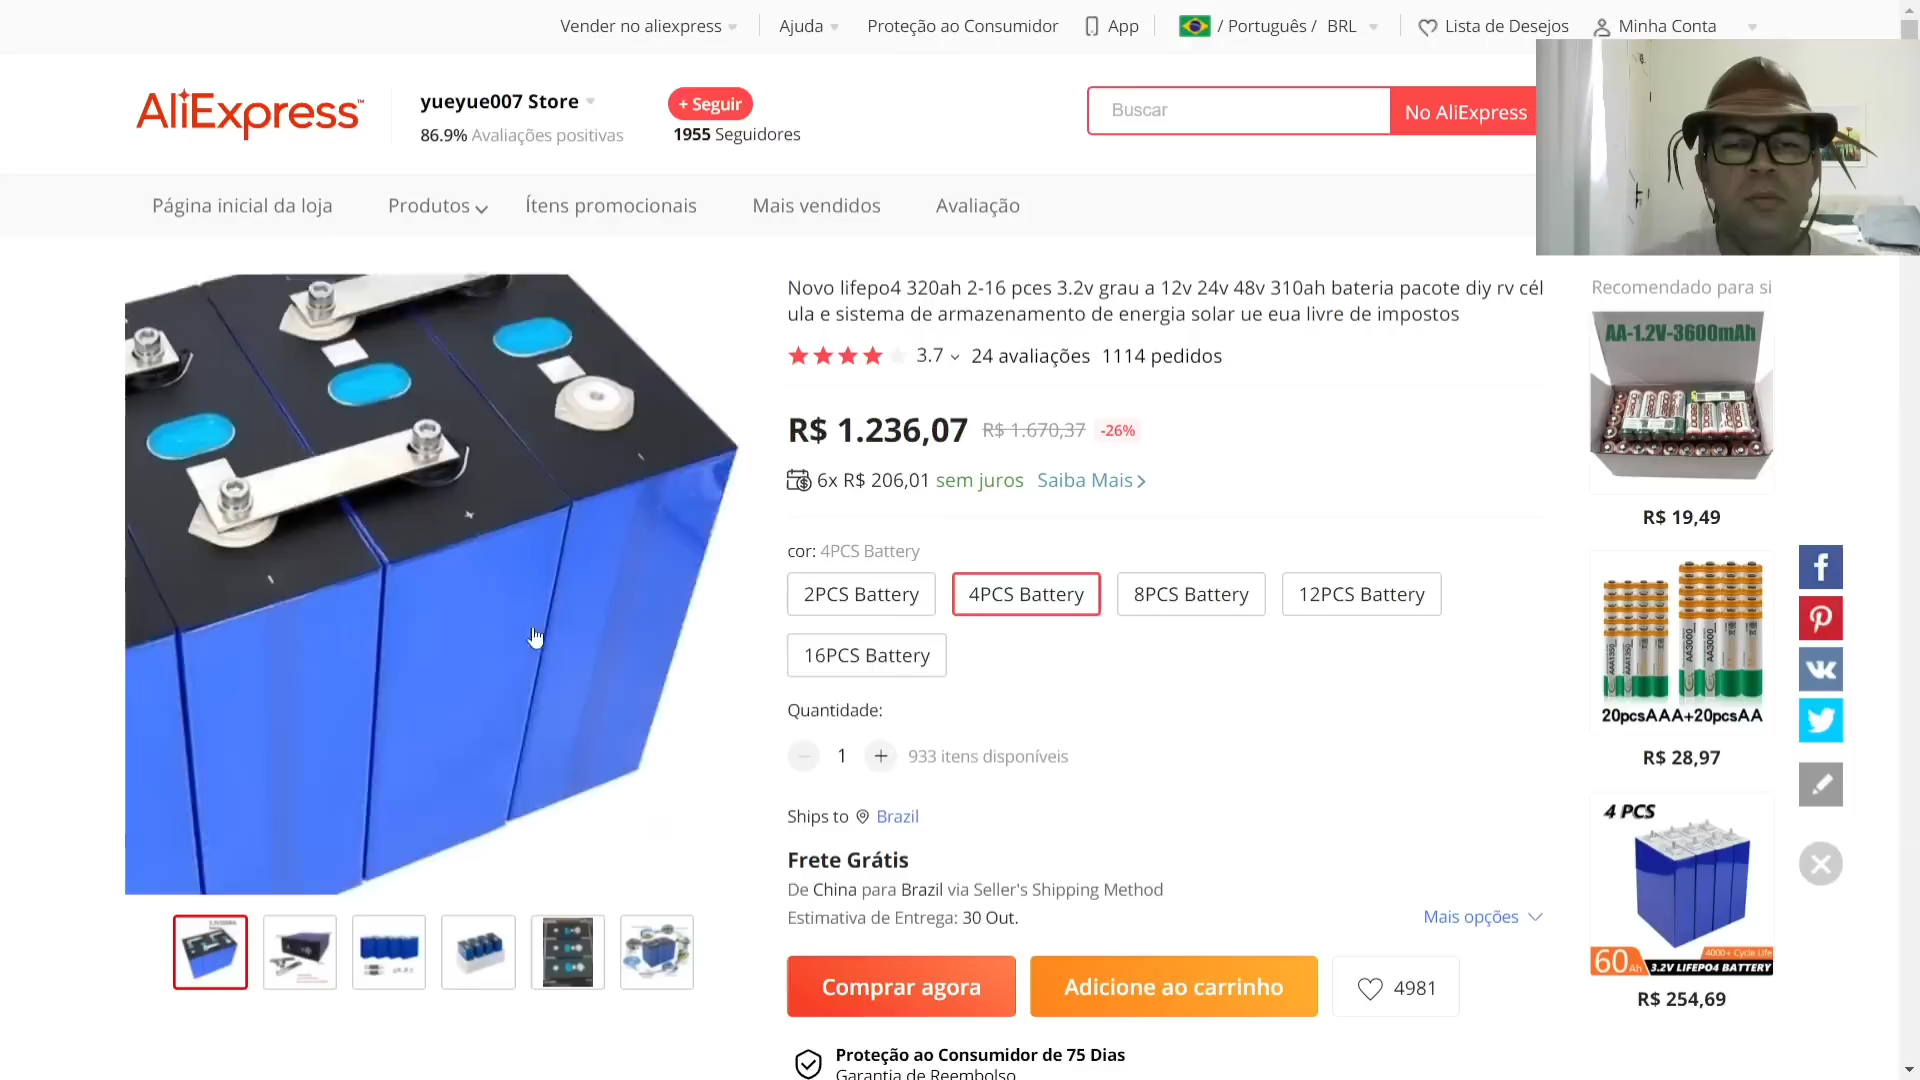 Vender no aliexpress
Ajuda
Proteção ao Consumidor
App
/ Português / BRL
Lista de Desejos
Minha Conta
AliExpress™
yueyue007 Store
86.9% Avaliações positivas
+ Seguir
1955 Seguidores
Buscar
No AliExpress
Página inicial da loja
Produtos
Ítens promocionais
Mais vendidos
Avaliação
Novo lifepo4 320ah 2-16 pces 3.2v grau a 12v 24v 48v 310ah bateria pacote diy rv cél
ula e sistema de armazenamento de energia solar ue eua livre de impostos
3.7 24 avaliações 1114 pedidos
R$ 1.236,07 R$ 1.670,37 -26%
6x R$ 206,01 sem juros Saiba Mais
cor: 4PCS Battery
2PCS Battery
4PCS Battery
8PCS Battery
12PCS Battery
16PCS Battery
Quantidade:
1
+
933 itens disponíveis
Ships to Brazil
Frete Grátis
De China para Brazil via Seller's Shipping Method
Estimativa de Entrega: 30 Out.
Mais opções
Comprar agora
Adicione ao carrinho
4981
Proteção ao Consumidor de 75 Dias
Garantia de Reembolso
Recomendado para si
AA-1.2V-3600mAh
R$ 19,49
20pcsAAA+20pcsAA
R$ 28,97
4 PCS
4000+ Cycle Life
60Ah 3.2V LIFEPO4 BATTERY
R$ 254,69